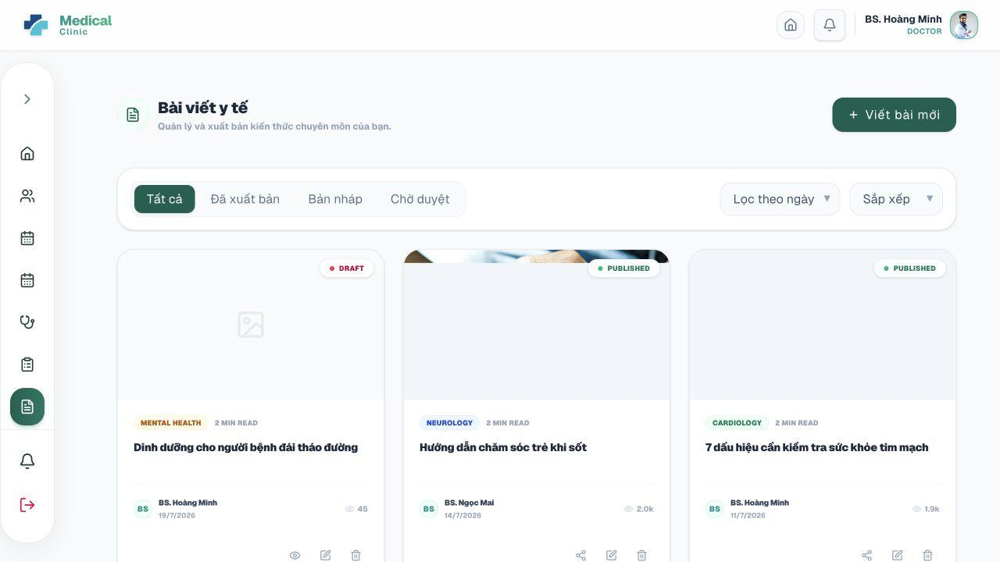 Medical
Clinic
BS. Hoàng Minh
DOCTOR
Bài viết y tế
Quản lý và xuất bản kiến thức chuyên môn của bạn.
+ Viết bài mới
Tất cả
Đã xuất bản
Bản nháp
Chờ duyệt
Lọc theo ngày
Sắp xếp
DRAFT
PUBLISHED
PUBLISHED
MENTAL HEALTH
2 MIN READ
Dinh dưỡng cho người bệnh đái tháo đường
BS
BS. Hoàng Minh
19/7/2026
45
NEUROLOGY
2 MIN READ
Hướng dẫn chăm sóc trẻ khi sốt
BS
BS. Ngọc Mai
14/7/2026
2.0k
CARDIOLOGY
2 MIN READ
7 dấu hiệu cần kiểm tra sức khỏe tim mạch
BS
BS. Hoàng Minh
11/7/2026
1.9k